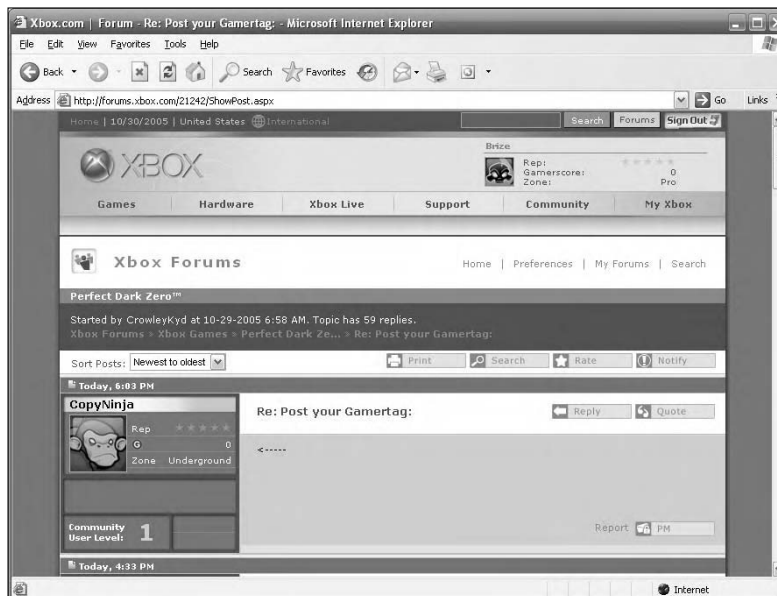 Xbox.com | Forum - Re: Post your Gamertag: - Microsoft Internet Explorer
File Edit View Favorites Tools Help
Back Search Favorites
Address http://forums.xbox.com/21242/ShowPost.aspx Go Links
Home | 10/30/2005 | United States International Search Forums Sign Out
Brize
XBOX
Rep:
Gamerscore: 0
Zone: Pro
Games Hardware Xbox Live Support Community My Xbox
Xbox Forums Home | Preferences | My Forums | Search
Perfect Dark Zero™
Started by CrowleyKyd at 10-29-2005 6:58 AM. Topic has 59 replies.
Xbox Forums » Xbox Games » Perfect Dark Ze... » Re: Post your Gamertag:
Sort Posts: Newest to oldest Print Search Rate Notify
Today, 6:03 PM
CopyNinja
Re: Post your Gamertag: Reply Quote
Rep
G 0
Zone Underground
<-----
Community
User Level: 1
Report PM
Today, 4:33 PM
Internet